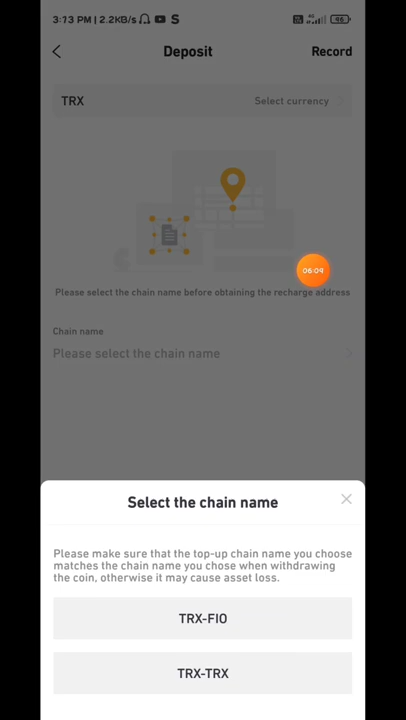 3:13 PM | 2.2KB/s
46
Deposit
Record
TRX
Select currency
06:09
Please select the chain name before obtaining the recharge address
Chain name
Please select the chain name
Select the chain name
Please make sure that the top-up chain name you choose
matches the chain name you chose when withdrawing
the coin, otherwise it may cause asset loss.
TRX-FIO
TRX-TRX